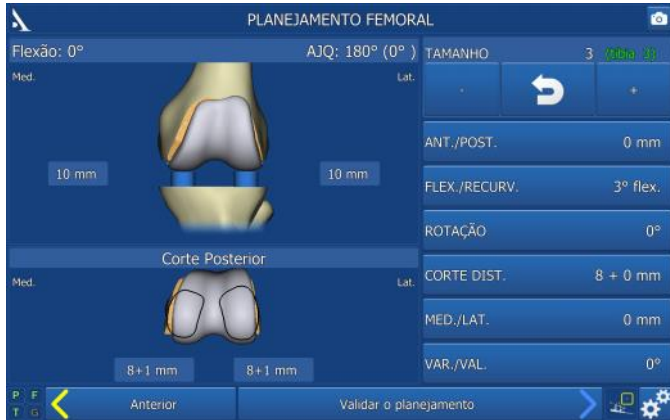 PLANEJAMENTO FEMORAL
Flexão: 0° AJQ: 180° (0° )
Med. Lat.
10 mm 10 mm
Corte Posterior
Med. Lat.
8+1 mm 8+1 mm
TAMANHO 3 (tíbia 3)
- +
ANT./POST. 0 mm
FLEX./RECURV. 3° flex.
ROTAÇÃO 0°
CORTE DIST. 8 + 0 mm
MED./LAT. 0 mm
VAR./VAL. 0°
P F
T G
Anterior
Validar o planejamento